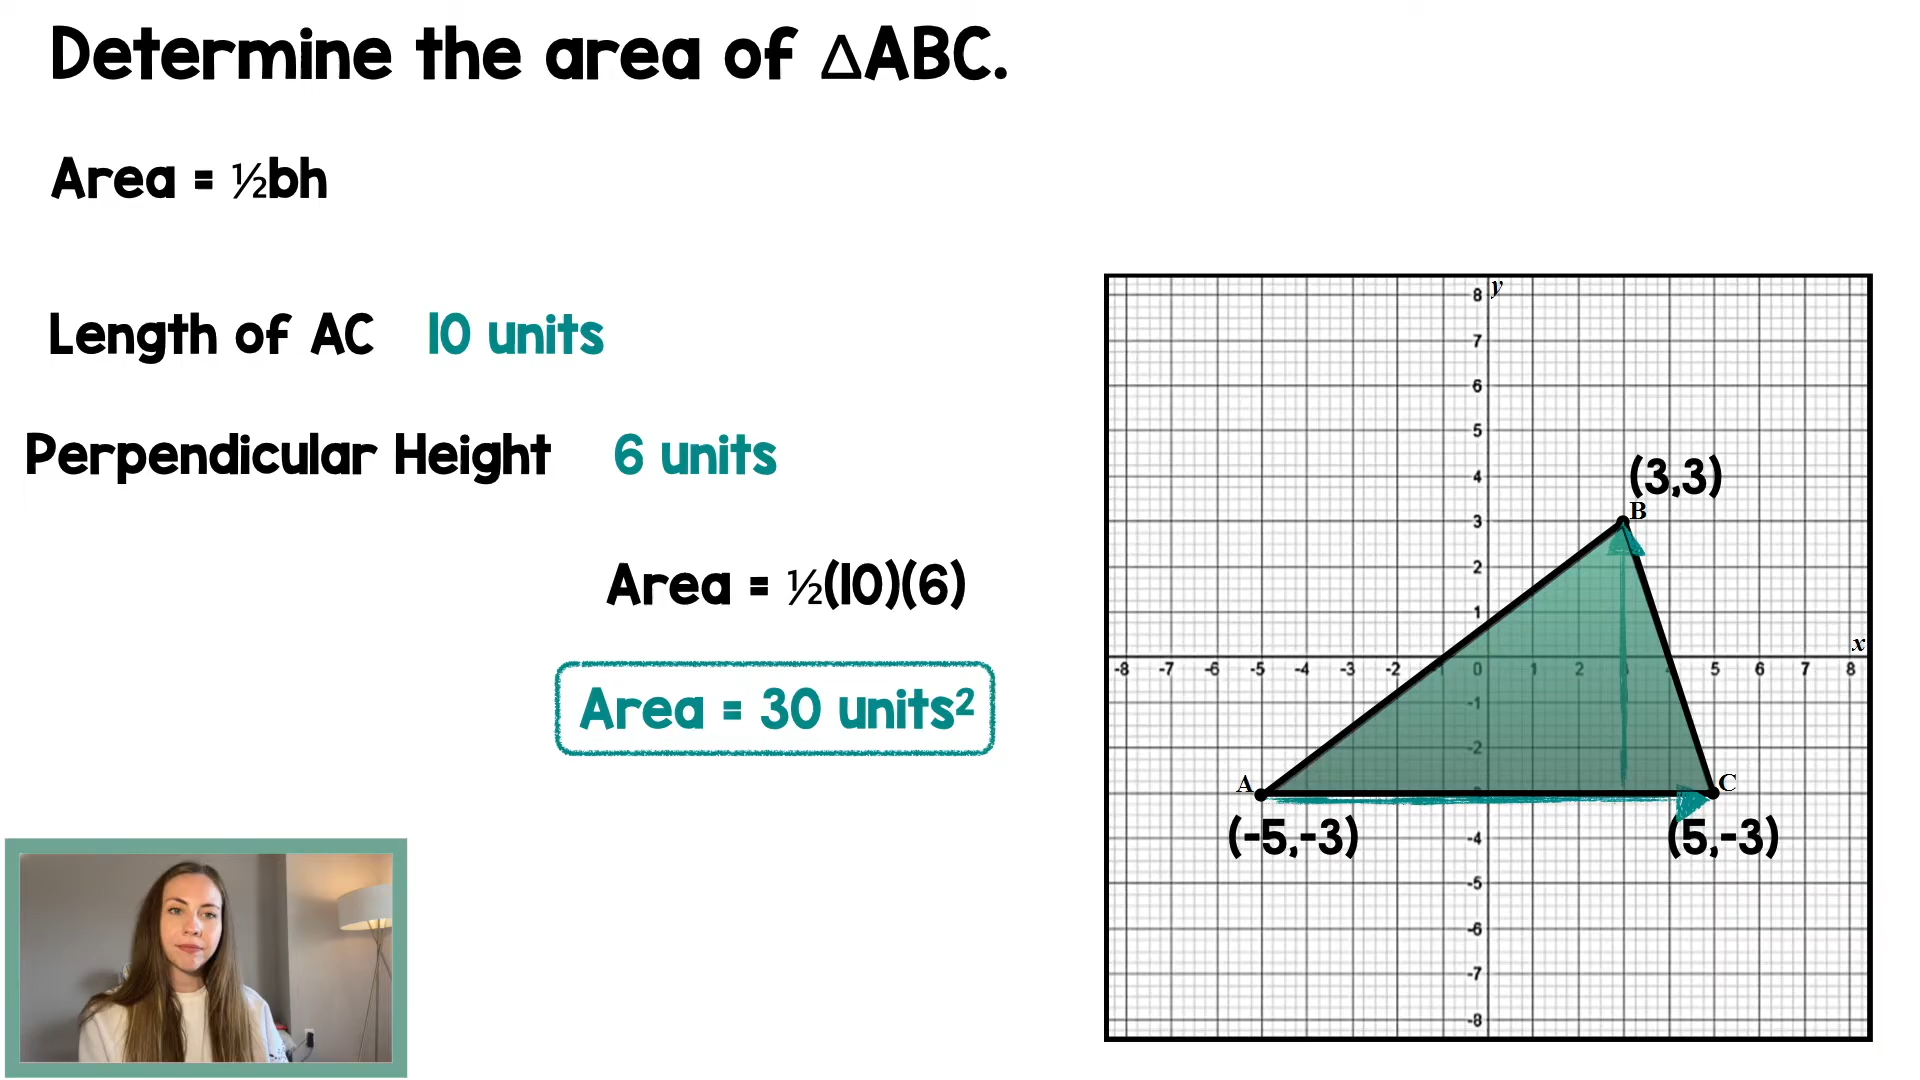 Determine the area of △ABC.
Area = ½bh
Length of AC 10 units
Perpendicular Height 6 units
Area = ½(10)(6)
Area = 30 units²
y
8
7
6
5
4
(3,3)
B
3
2
1
x
-8 -7 -6 -5 -4 -3 -2 0 1 2 5 6 7 8
-1
-2
A C
(-5,-3) -4 (5,-3)
-5
-6
-7
-8